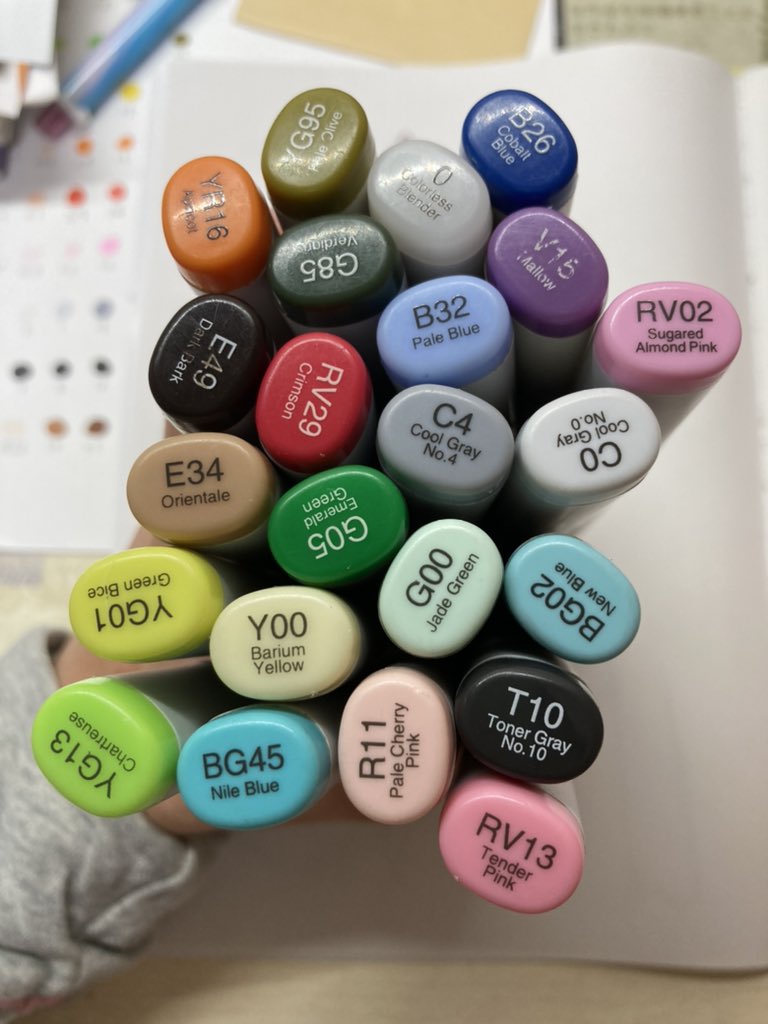 YG95
Pale Olive
B26
Cobalt
Blue
0
Colorless
Blender
YR16
Apricot
G85
Verdigris
V15
Mallow
B32
Pale Blue
RV02
Sugared
Almond Pink
E49
Dark Bark
RV29
Crimson
C4
Cool Gray
No.4
C0
Cool Gray
No.0
E34
Orientale
G05
Emerald
Green
G00
Jade Green
BG02
New Blue
YG01
Green Bice
Y00
Barium
Yellow
YG13
Chartreuse
BG45
Nile Blue
R11
Pale Cherry
Pink
T10
Toner Gray
No.10
RV13
Tender
Pink